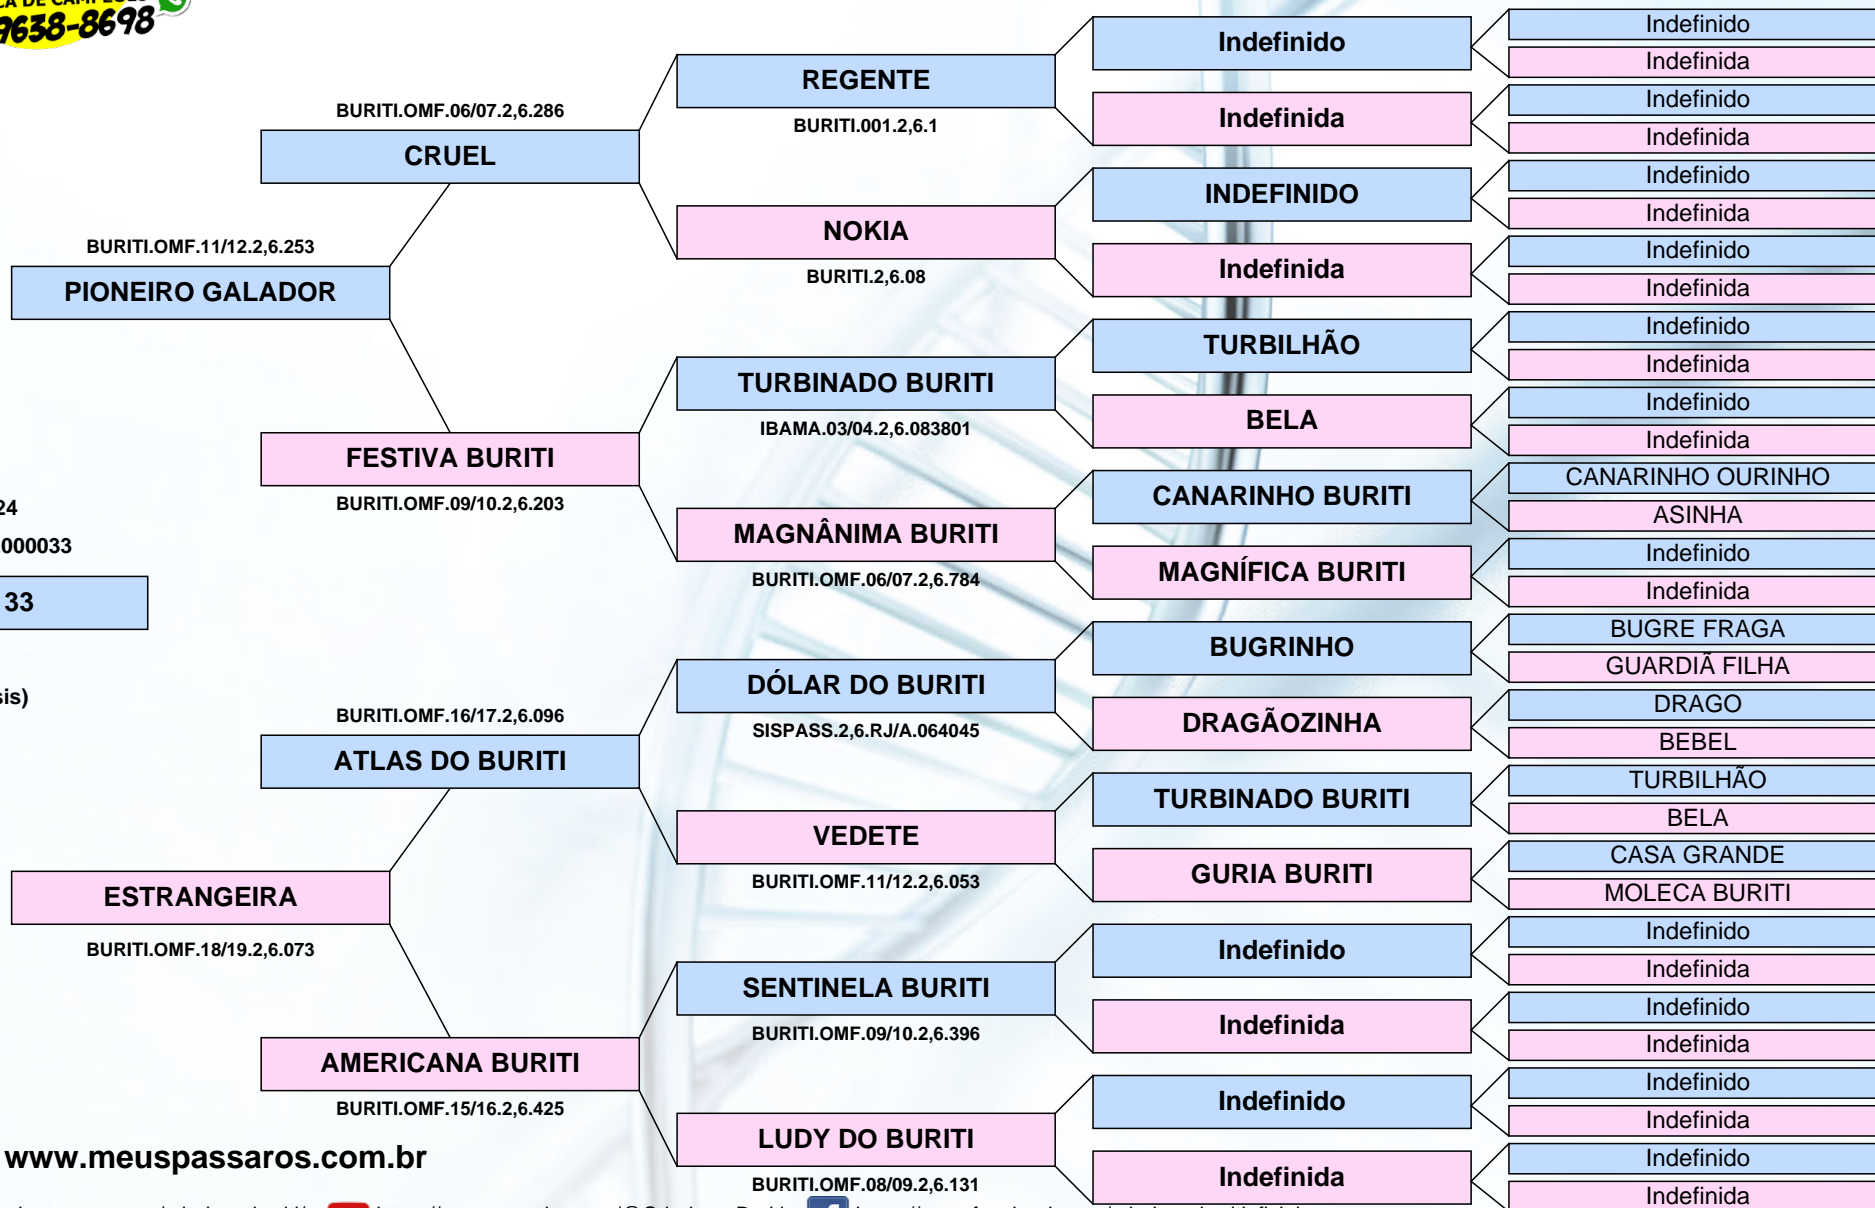 9638-8698
BURITI.OMF.11/12.2,6.253
PIONEIRO GALADOR
24
000033
33
sis)
ESTRANGEIRA
BURITI.OMF.18/19.2,6.073
BURITI.OMF.06/07.2,6.286
CRUEL
FESTIVA BURITI
BURITI.OMF.09/10.2,6.203
BURITI.OMF.16/17.2,6.096
ATLAS DO BURITI
AMERICANA BURITI
BURITI.OMF.15/16.2,6.425
REGENTE
BURITI.001.2,6.1
NOKIA
BURITI.2,6.08
TURBINADO BURITI
IBAMA.03/04.2,6.083801
MAGNÂNIMA BURITI
BURITI.OMF.06/07.2,6.784
DÓLAR DO BURITI
SISPASS.2,6.RJ/A.064045
VEDETE
BURITI.OMF.11/12.2,6.053
SENTINELA BURITI
BURITI.OMF.09/10.2,6.396
LUDY DO BURITI
BURITI.OMF.08/09.2,6.131
Indefinido
Indefinida
INDEFINIDO
Indefinida
TURBILHÃO
BELA
CANARINHO BURITI
MAGNÍFICA BURITI
BUGRINHO
DRAGÃOZINHA
TURBINADO BURITI
GURIA BURITI
Indefinido
Indefinida
Indefinido
Indefinida
Indefinido
Indefinida
Indefinido
Indefinida
Indefinido
Indefinida
Indefinido
Indefinida
Indefinido
Indefinida
Indefinido
Indefinida
CANARINHO OURINHO
ASINHA
Indefinido
Indefinida
BUGRE FRAGA
GUARDIÃ FILHA
DRAGO
BEBEL
TURBILHÃO
BELA
CASA GRANDE
MOLECA BURITI
Indefinido
Indefinida
Indefinido
Indefinida
Indefinido
Indefinida
Indefinido
Indefinida
www.meuspassaros.com.br